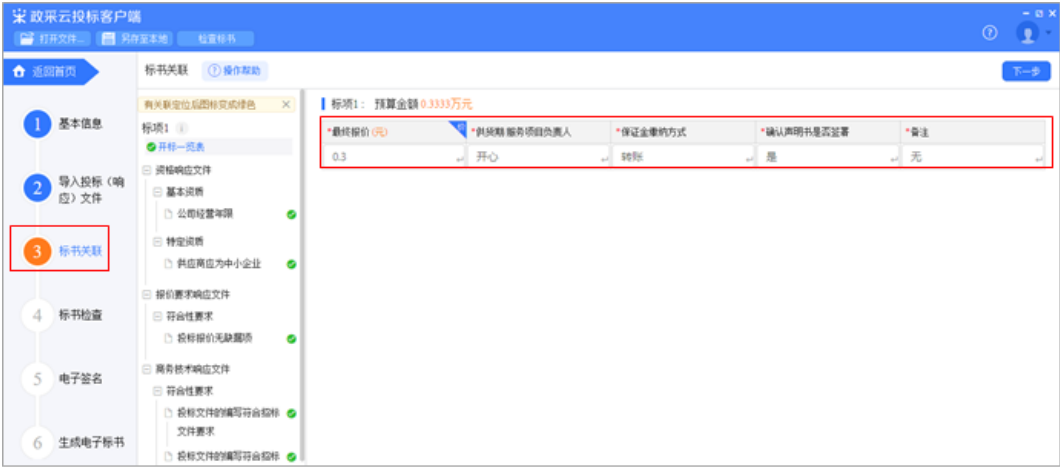 政采云投标客户端
打开文件... 另存至本地 检查标书
返回首页
标书关联 操作帮助 下一步
1 基本信息
2 导入投标（响
应）文件
3 标书关联
4 标书检查
5 电子签名
6 生成电子标书
有关联定位后图标变成绿色
标项1
开标一览表
资格响应文件
基本资质
公司经营年限
特定资质
供应商应为中小企业
报价要求响应文件
符合性要求
投标报价无缺漏项
商务技术响应文件
符合性要求
投标文件的编写符合招标
文件要求
投标文件的编写符合招标
标项1： 预算金额0.3333万元
*最终报价 (元) *供货期/服务项目负责人 *保证金缴纳方式 *确认声明书是否签署 *备注
0.3 开心 转账 是 无